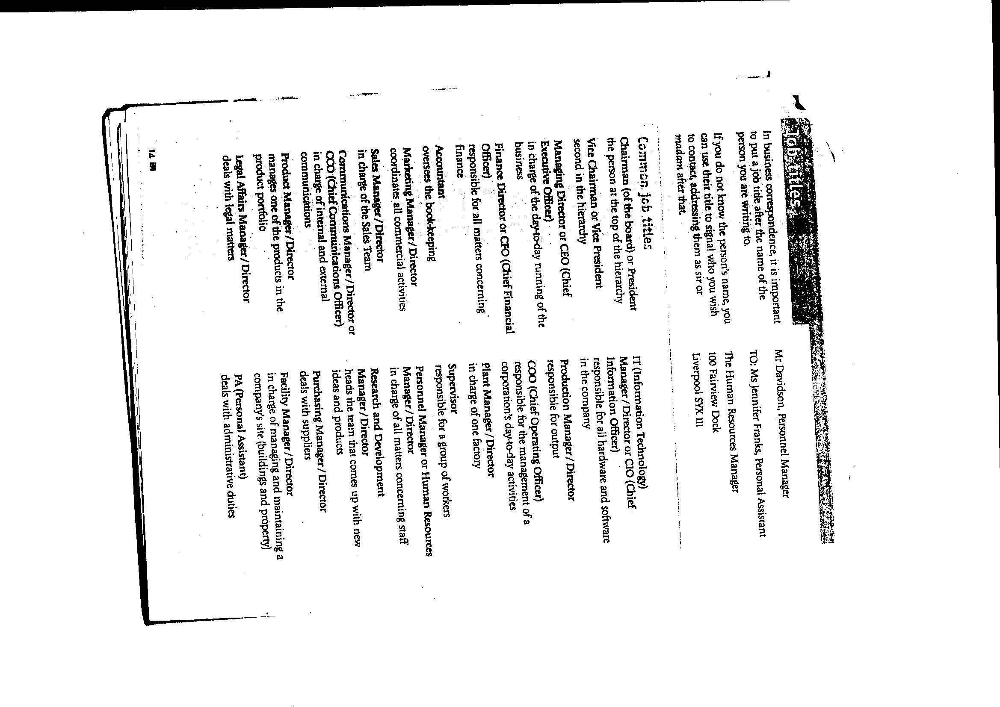 Job titles
In business correspondence, it is important
to put a job title after the name of the
person you are writing to.
If you do not know the person's name, you
can use their title to signal who you wish
to contact, addressing them as sir or
madam after that.
Mr Davidson, Personnel Manager
TO: Ms Jennifer Franks, Personal Assistant
The Human Resources Manager
100 Fairview Dock
Liverpool SYX 111
Common job titles
Chairman (of the board) or President
the person at the top of the hierarchy
Vice Chairman or Vice President
second in the hierarchy
Managing Director or CEO (Chief
Executive Officer)
in charge of the day-to-day running of the
business
Finance Director or CFO (Chief Financial
Officer)
responsible for all matters concerning
finance
Accountant
oversees the book-keeping
Marketing Manager/Director
coordinates all commercial activities
Sales Manager/Director
in charge of the Sales Team
Communications Manager/Director or
CCO (Chief Communications Officer)
in charge of internal and external
communications
Product Manager/Director
manages one of the products in the
product portfolio
Legal Affairs Manager/Director
deals with legal matters
IT (Information Technology)
Manager/Director or CIO (Chief
Information Officer)
responsible for all hardware and software
in the company
Production Manager/Director
responsible for output
COO (Chief Operating Officer)
responsible for the management of a
corporation's day-to-day activities
Plant Manager/Director
in charge of one factory
Supervisor
responsible for a group of workers
Personnel Manager or Human Resources
Manager/Director
in charge of all matters concerning staff
Research and Development
Manager/Director
heads the team that comes up with new
ideas and products
Purchasing Manager/Director
deals with suppliers
Facility Manager/Director
in charge of managing and maintaining a
company's site (buildings and property)
PA (Personal Assistant)
deals with administrative duties
14